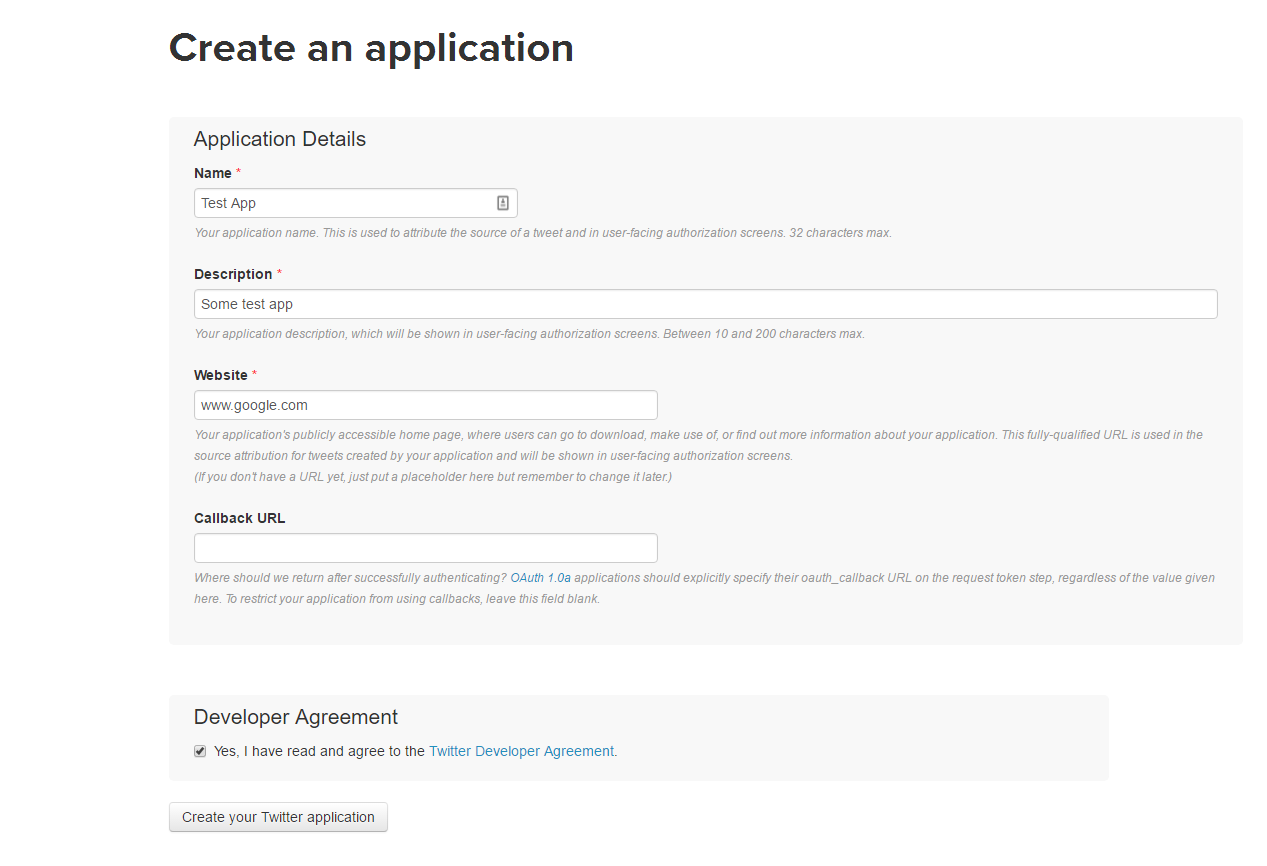 Create an application
Application Details
Name *
Test App
Your application name. This is used to attribute the source of a tweet and in user-facing authorization screens. 32 characters max.
Description *
Some test app
Your application description, which will be shown in user-facing authorization screens. Between 10 and 200 characters max.
Website *
www.google.com
Your application's publicly accessible home page, where users can go to download, make use of, or find out more information about your application. This fully-qualified URL is used in the
source attribution for tweets created by your application and will be shown in user-facing authorization screens.
(If you don't have a URL yet, just put a placeholder here but remember to change it later.)
Callback URL
Where should we return after successfully authenticating? OAuth 1.0a applications should explicitly specify their oauth_callback URL on the request token step, regardless of the value given
here. To restrict your application from using callbacks, leave this field blank.
Developer Agreement
Yes, I have read and agree to the Twitter Developer Agreement.
Create your Twitter application